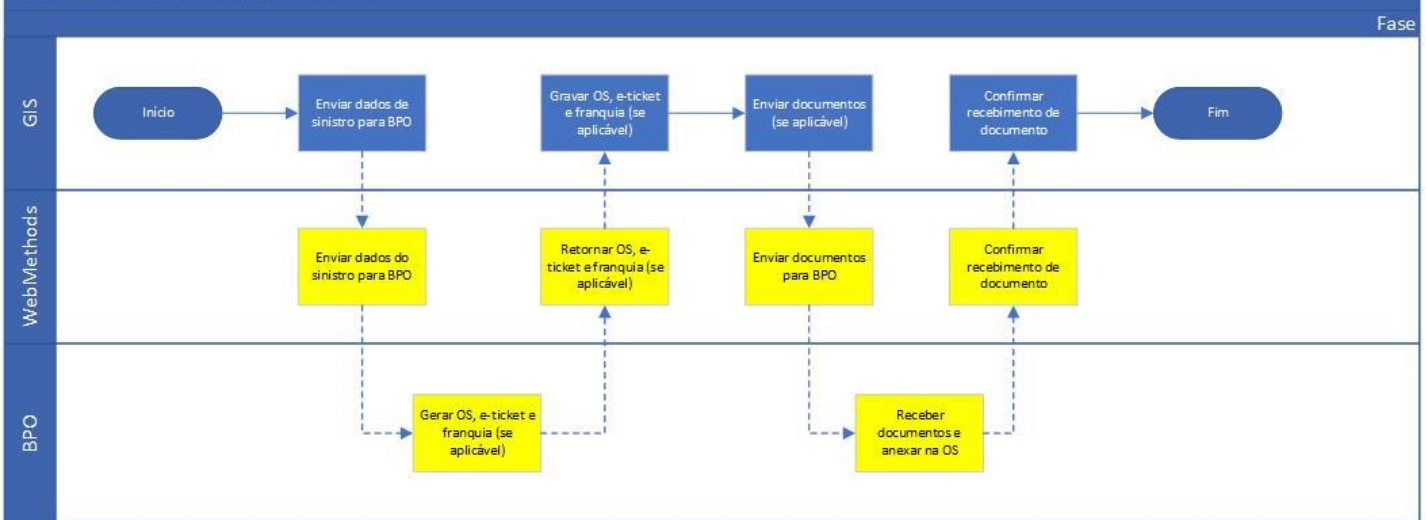 Fase
GIS
Início
Enviar dados de
sinistro para BPO
Gravar OS, e-ticket
e franquia (se
aplicável)
Enviar documentos
(se aplicável)
Confirmar
recebimento de
documento
Fim
WebMethods
Enviar dados do
sinistro para BPO
Retornar OS, e-
ticket e franquia (se
aplicável)
Enviar documentos
para BPO
Confirmar
recebimento de
documento
BPO
Gerar OS, e-ticket e
franquia (se
aplicável)
Receber
documentos e
anexar na OS